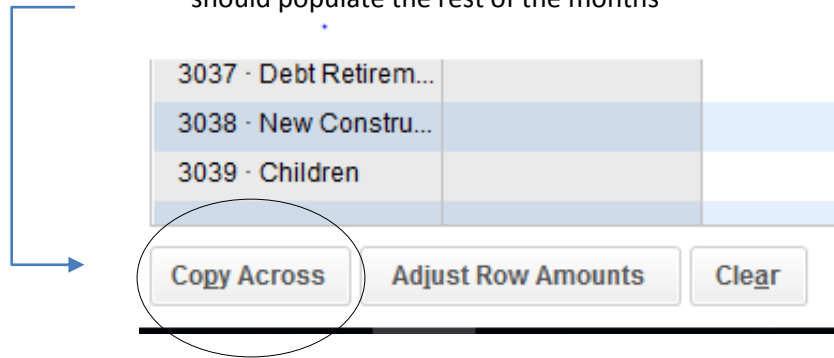 should populate the rest of the months
3037 · Debt Retirem...
3038 · New Constru...
3039 · Children
Copy Across Adjust Row Amounts Clear